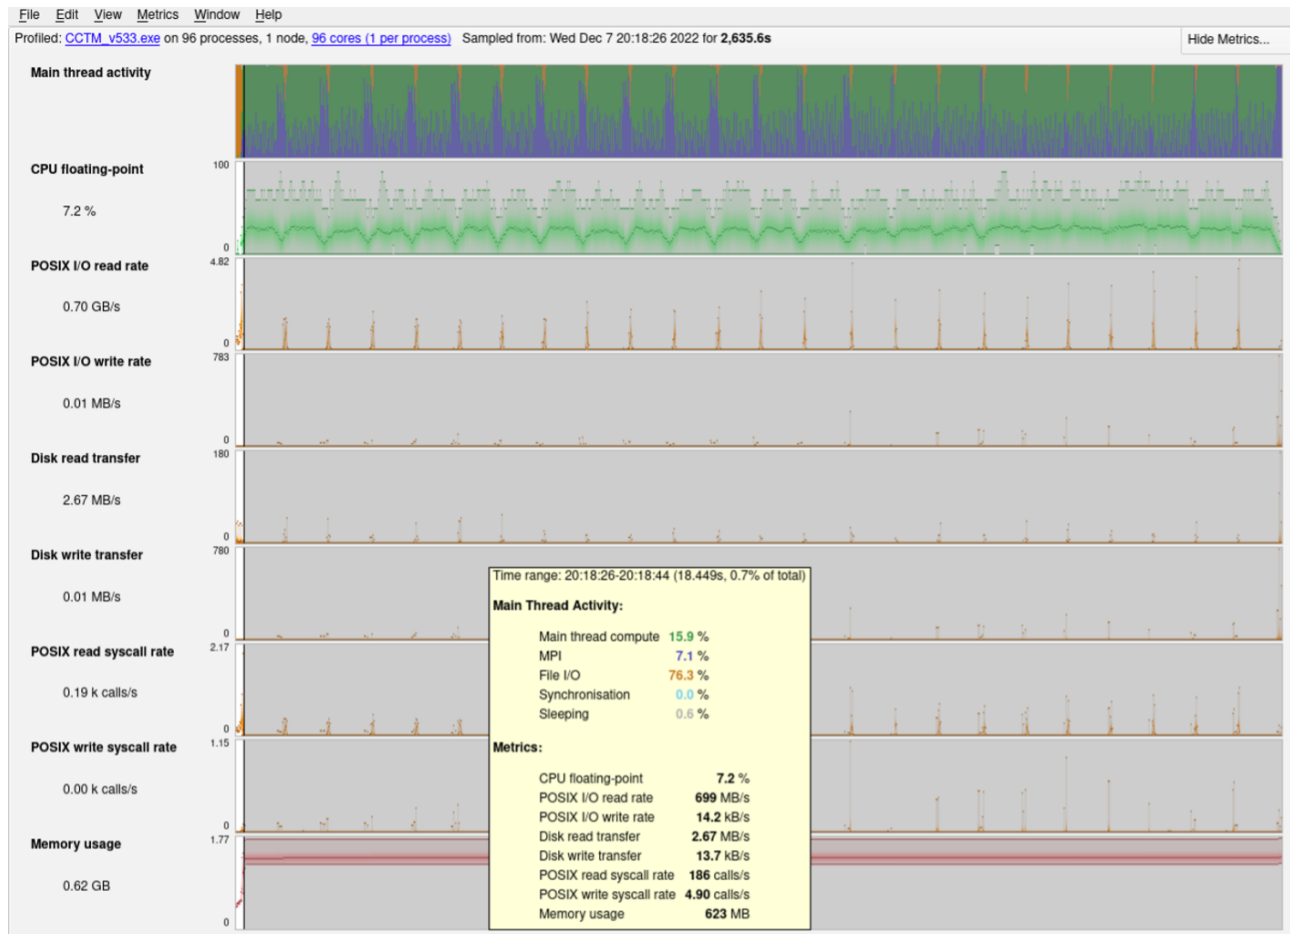 File Edit View Metrics Window Help
Profiled: CCTM_v533.exe on 96 processes, 1 node, 96 cores (1 per process) Sampled from: Wed Dec 7 20:18:26 2022 for 2,635.6s
Hide Metrics...
Main thread activity
CPU floating-point
7.2 %
100
0
POSIX I/O read rate
0.70 GB/s
4.82
0
POSIX I/O write rate
0.01 MB/s
783
0
Disk read transfer
2.67 MB/s
180
0
Disk write transfer
0.01 MB/s
780
0
POSIX read syscall rate
0.19 k calls/s
2.17
0
POSIX write syscall rate
0.00 k calls/s
1.15
0
Memory usage
0.62 GB
1.77
0
Time range: 20:18:26-20:18:44 (18.449s, 0.7% of total)
Main Thread Activity:
Main thread compute 15.9 %
MPI 7.1 %
File I/O 76.3 %
Synchronisation 0.0 %
Sleeping 0.6 %
Metrics:
CPU floating-point 7.2 %
POSIX I/O read rate 699 MB/s
POSIX I/O write rate 14.2 kB/s
Disk read transfer 2.67 MB/s
Disk write transfer 13.7 kB/s
POSIX read syscall rate 186 calls/s
POSIX write syscall rate 4.90 calls/s
Memory usage 623 MB